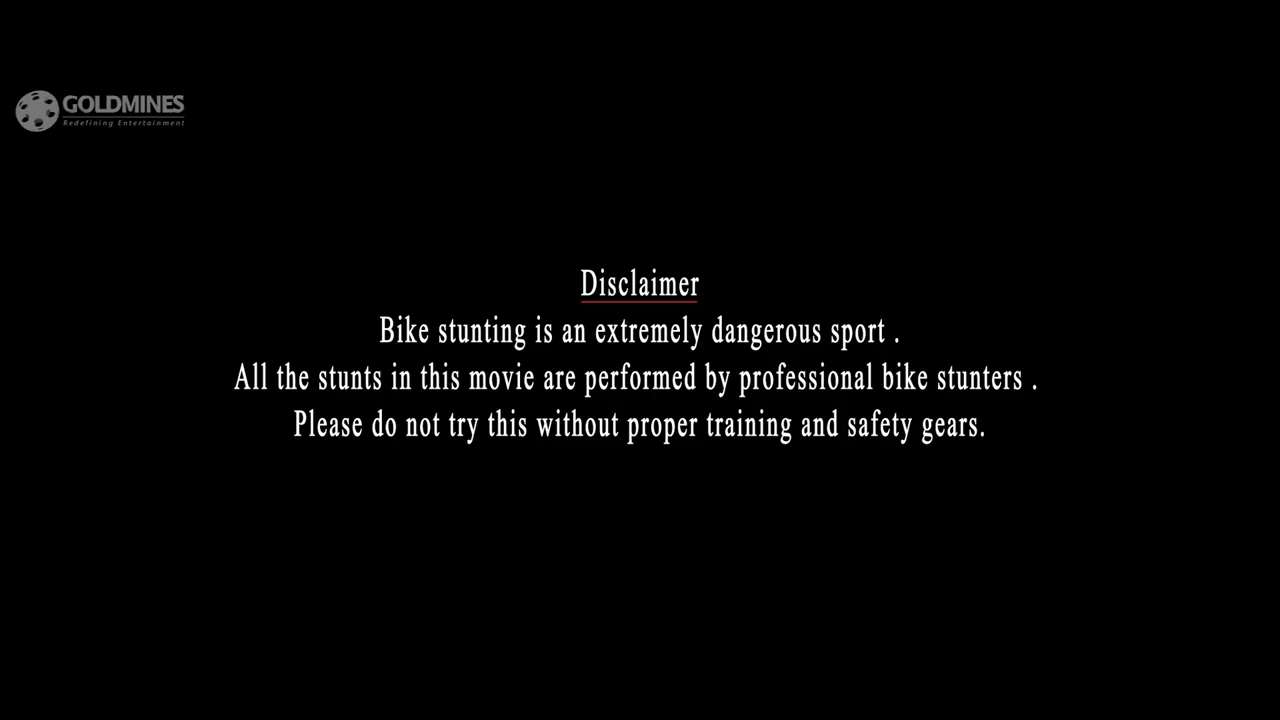 GOLDMINES
Redefining Entertainment
Disclaimer
Bike stunting is an extremely dangerous sport .
All the stunts in this movie are performed by professional bike stunters .
Please do not try this without proper training and safety gears.